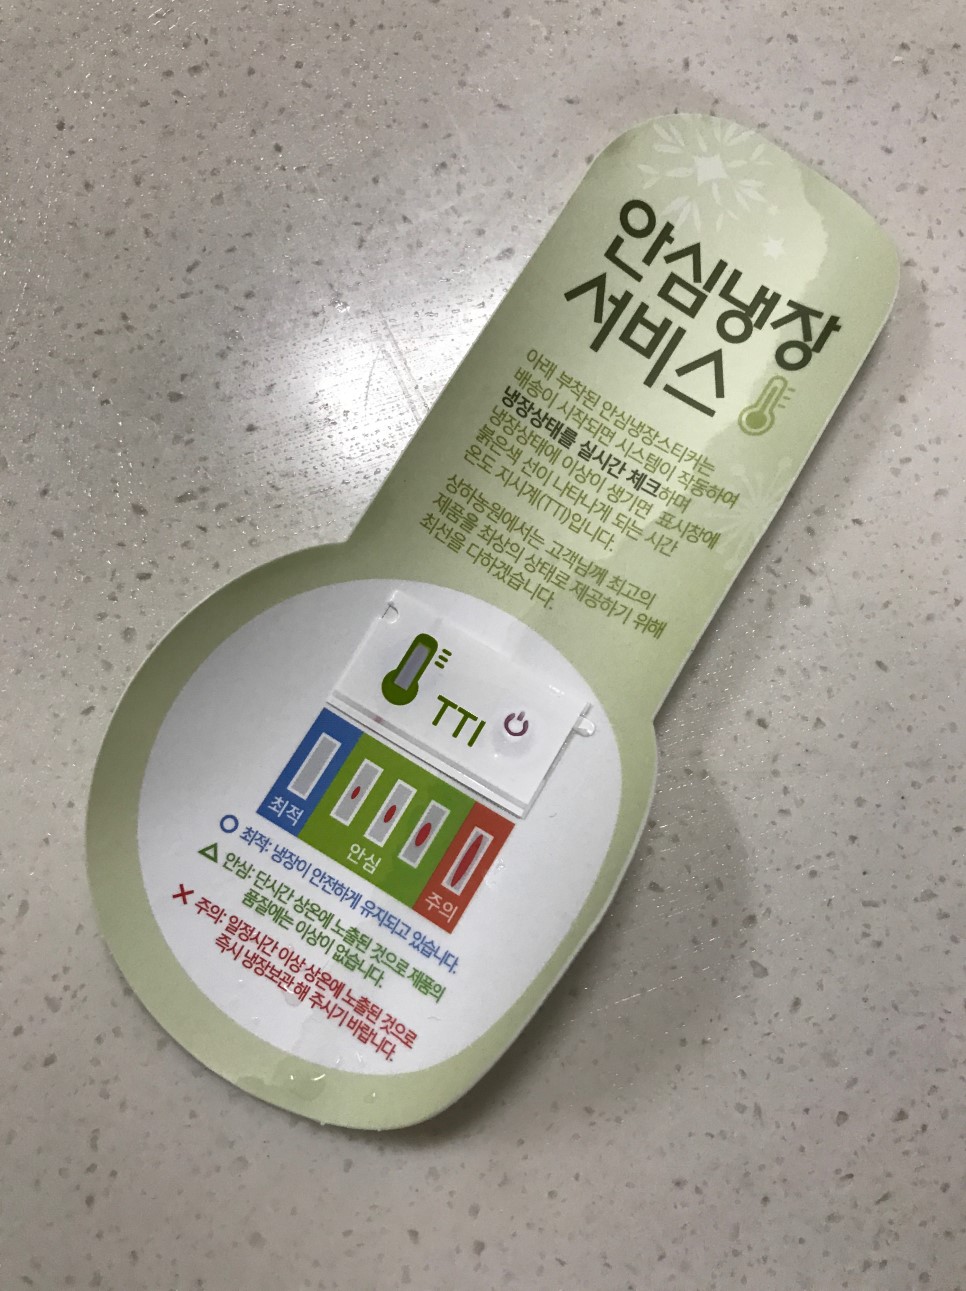 안심냉장
서비스
아래 부착된 안심냉장스티커는
배송이 시작되면 시스템이 작동하여
냉장상태를 실시간 체크하며
냉장상태에 이상이 생기면 표시창에
붉은색 선이 나타나게 되는 시간
온도 지시계(TTI)입니다.
상하농원에서는 고객님께 최고의
제품을 최상의 상태로 제공하기 위해
최선을 다하겠습니다.
TTI
최적
안심
주의
최적: 냉장이 안전하게 유지되고 있습니다.
안심: 단시간 상온에 노출된 것으로 제품의
품질에는 이상이 없습니다.
주의: 일정시간 이상 상온에 노출된 것으로
즉시 냉장보관 해 주시기 바랍니다.